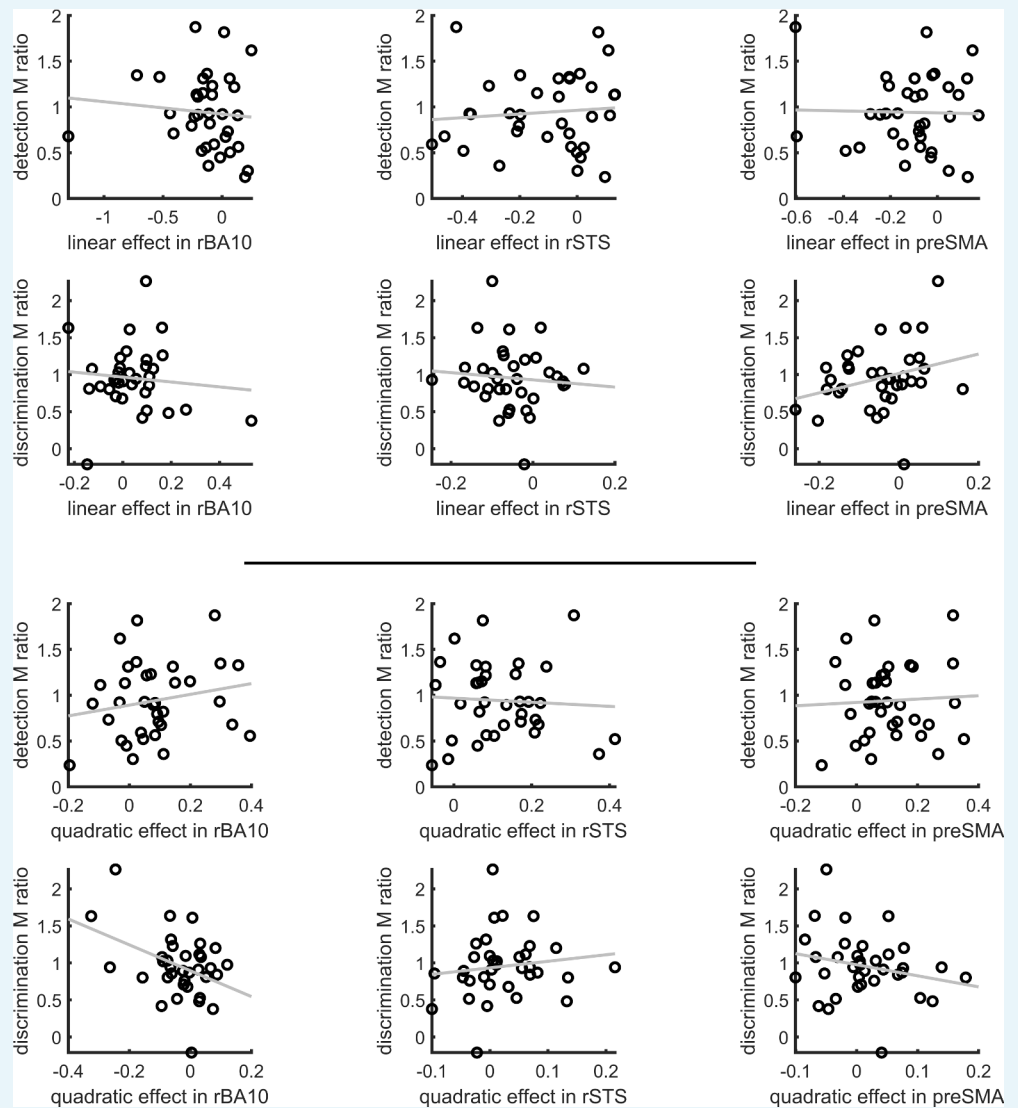 detection M ratio
2
1.5
1
0.5
0
-1 -0.5 0
linear effect in rBA10
detection M ratio
2
1.5
1
0.5
0
-0.4 -0.2 0
linear effect in rSTS
detection M ratio
2
1.5
1
0.5
0
-0.6 -0.4 -0.2 0
linear effect in preSMA
discrimination M ratio
2
1.5
1
0.5
0
-0.2 0 0.2 0.4
linear effect in rBA10
discrimination M ratio
2
1.5
1
0.5
0
-0.2 0 0.2
linear effect in rSTS
discrimination M ratio
2
1.5
1
0.5
0
-0.2 0 0.2
linear effect in preSMA
detection M ratio
2
1.5
1
0.5
0
-0.2 0 0.2 0.4
quadratic effect in rBA10
detection M ratio
2
1.5
1
0.5
0
0 0.2 0.4
quadratic effect in rSTS
detection M ratio
2
1.5
1
0.5
0
-0.2 0 0.2 0.4
quadratic effect in preSMA
discrimination M ratio
2
1.5
1
0.5
0
-0.4 -0.2 0 0.2
quadratic effect in rBA10
discrimination M ratio
2
1.5
1
0.5
0
-0.1 0 0.1 0.2
quadratic effect in rSTS
discrimination M ratio
2
1.5
1
0.5
0
-0.1 0 0.1 0.2
quadratic effect in preSMA